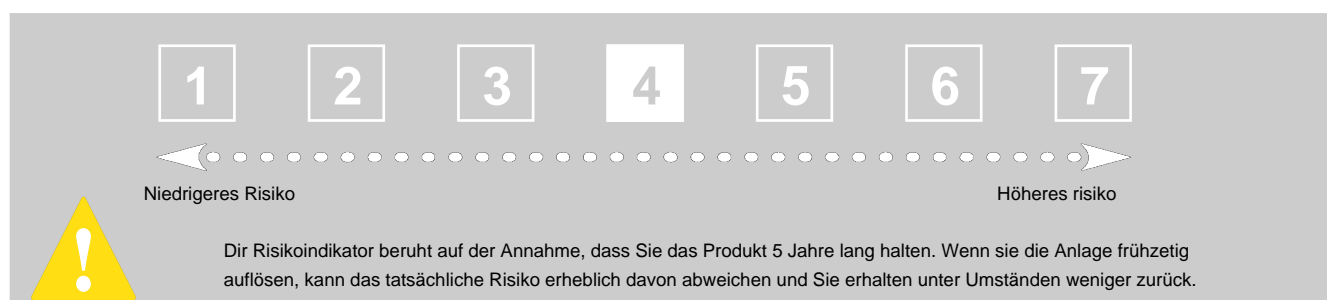 1 2 3 4 5 6 7
Niedrigeres Risiko Höheres risiko
!
Dir Risikoindikator beruht auf der Annahme, dass Sie das Produkt 5 Jahre lang halten. Wenn sie die Anlage frühzetig
auflösen, kann das tatsächliche Risiko erheblich davon abweichen und Sie erhalten unter Umständen weniger zurück.